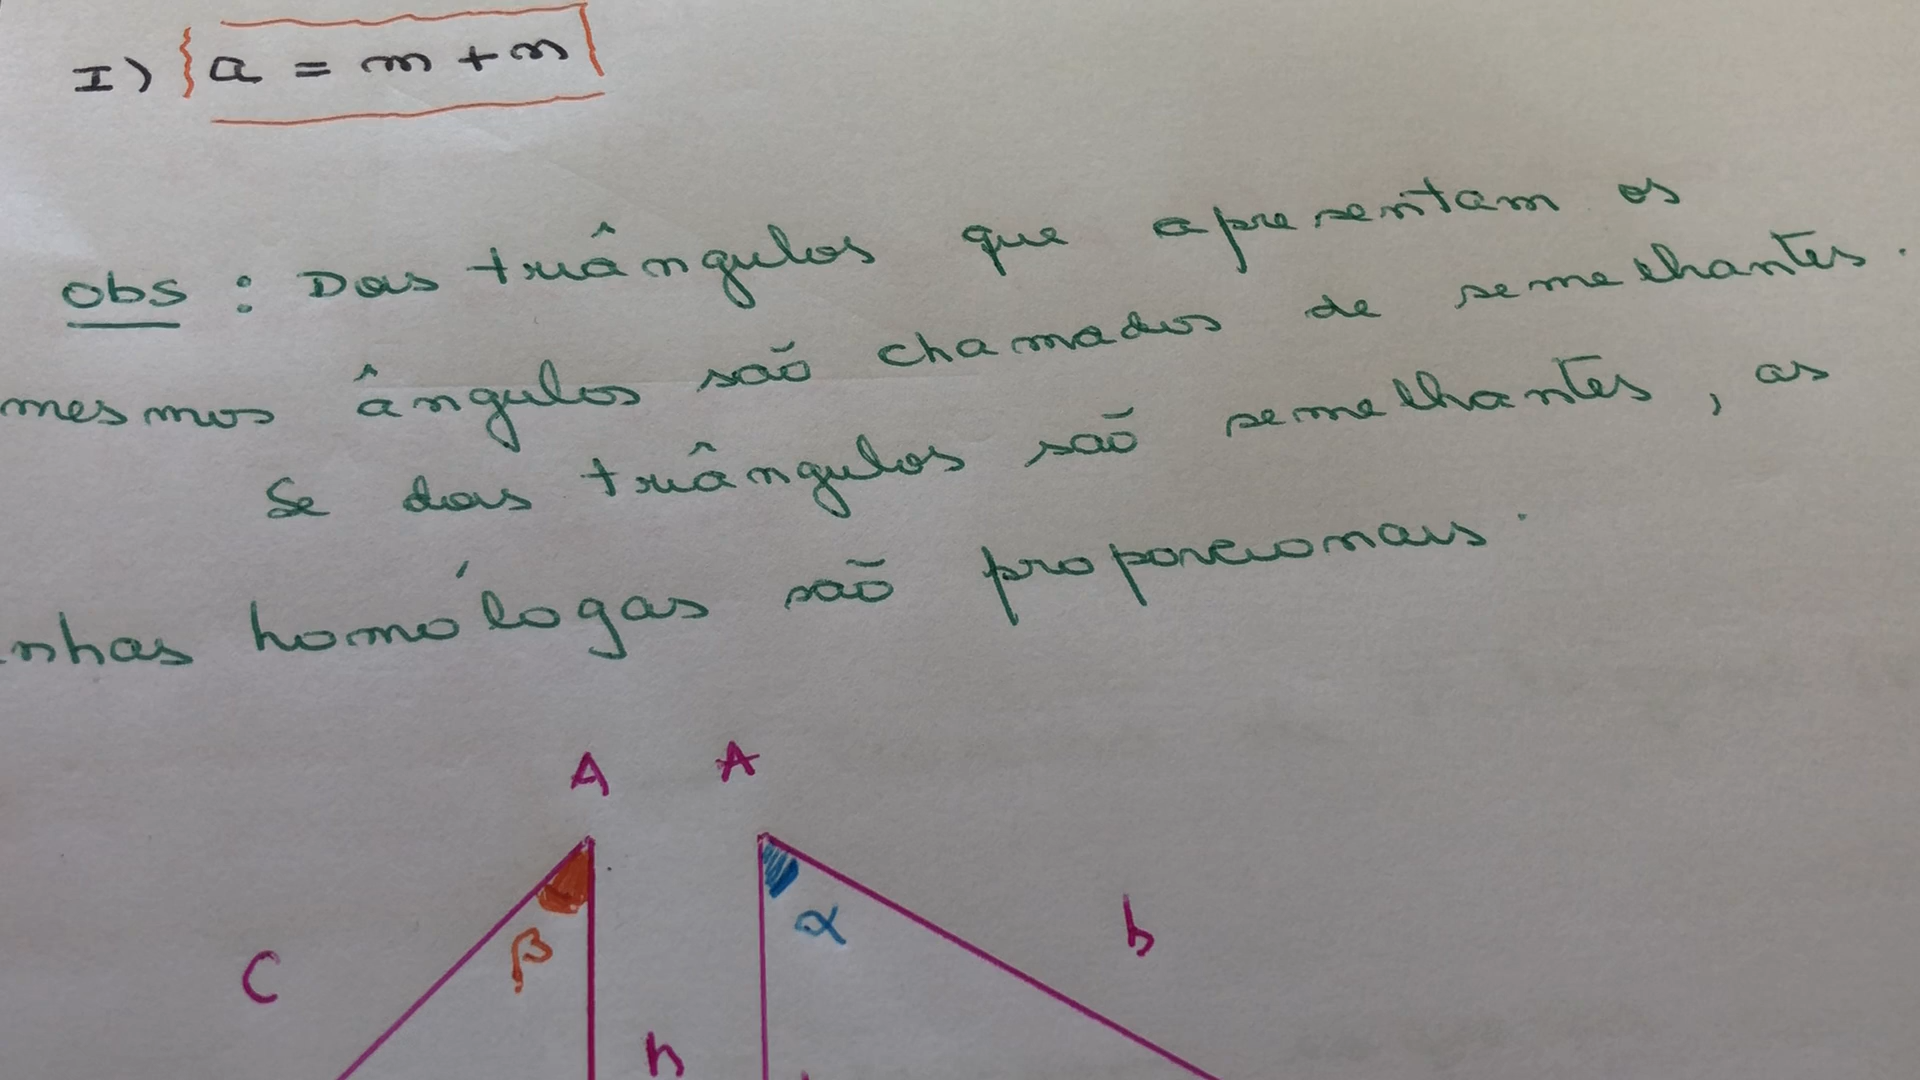 I) a = m + n
Obs : Dois triângulos que apresentam os
mesmos ângulos são chamados de semelhantes.
Se dois triângulos são semelhantes, as
inhas homólogas são proporcionais.
A A
C β α b
h